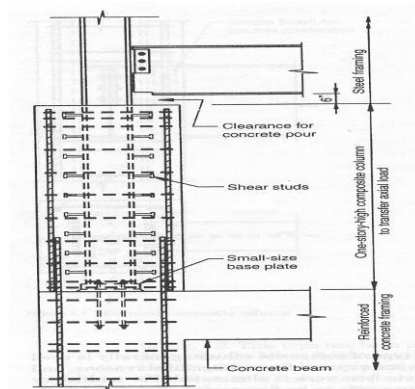 Steel framing
6"
Clearance for
concrete pour
One-story-high composite column
to transfer axial load
Shear studs
Small-size
base plate
Reinforced
concrete framing
Concrete beam